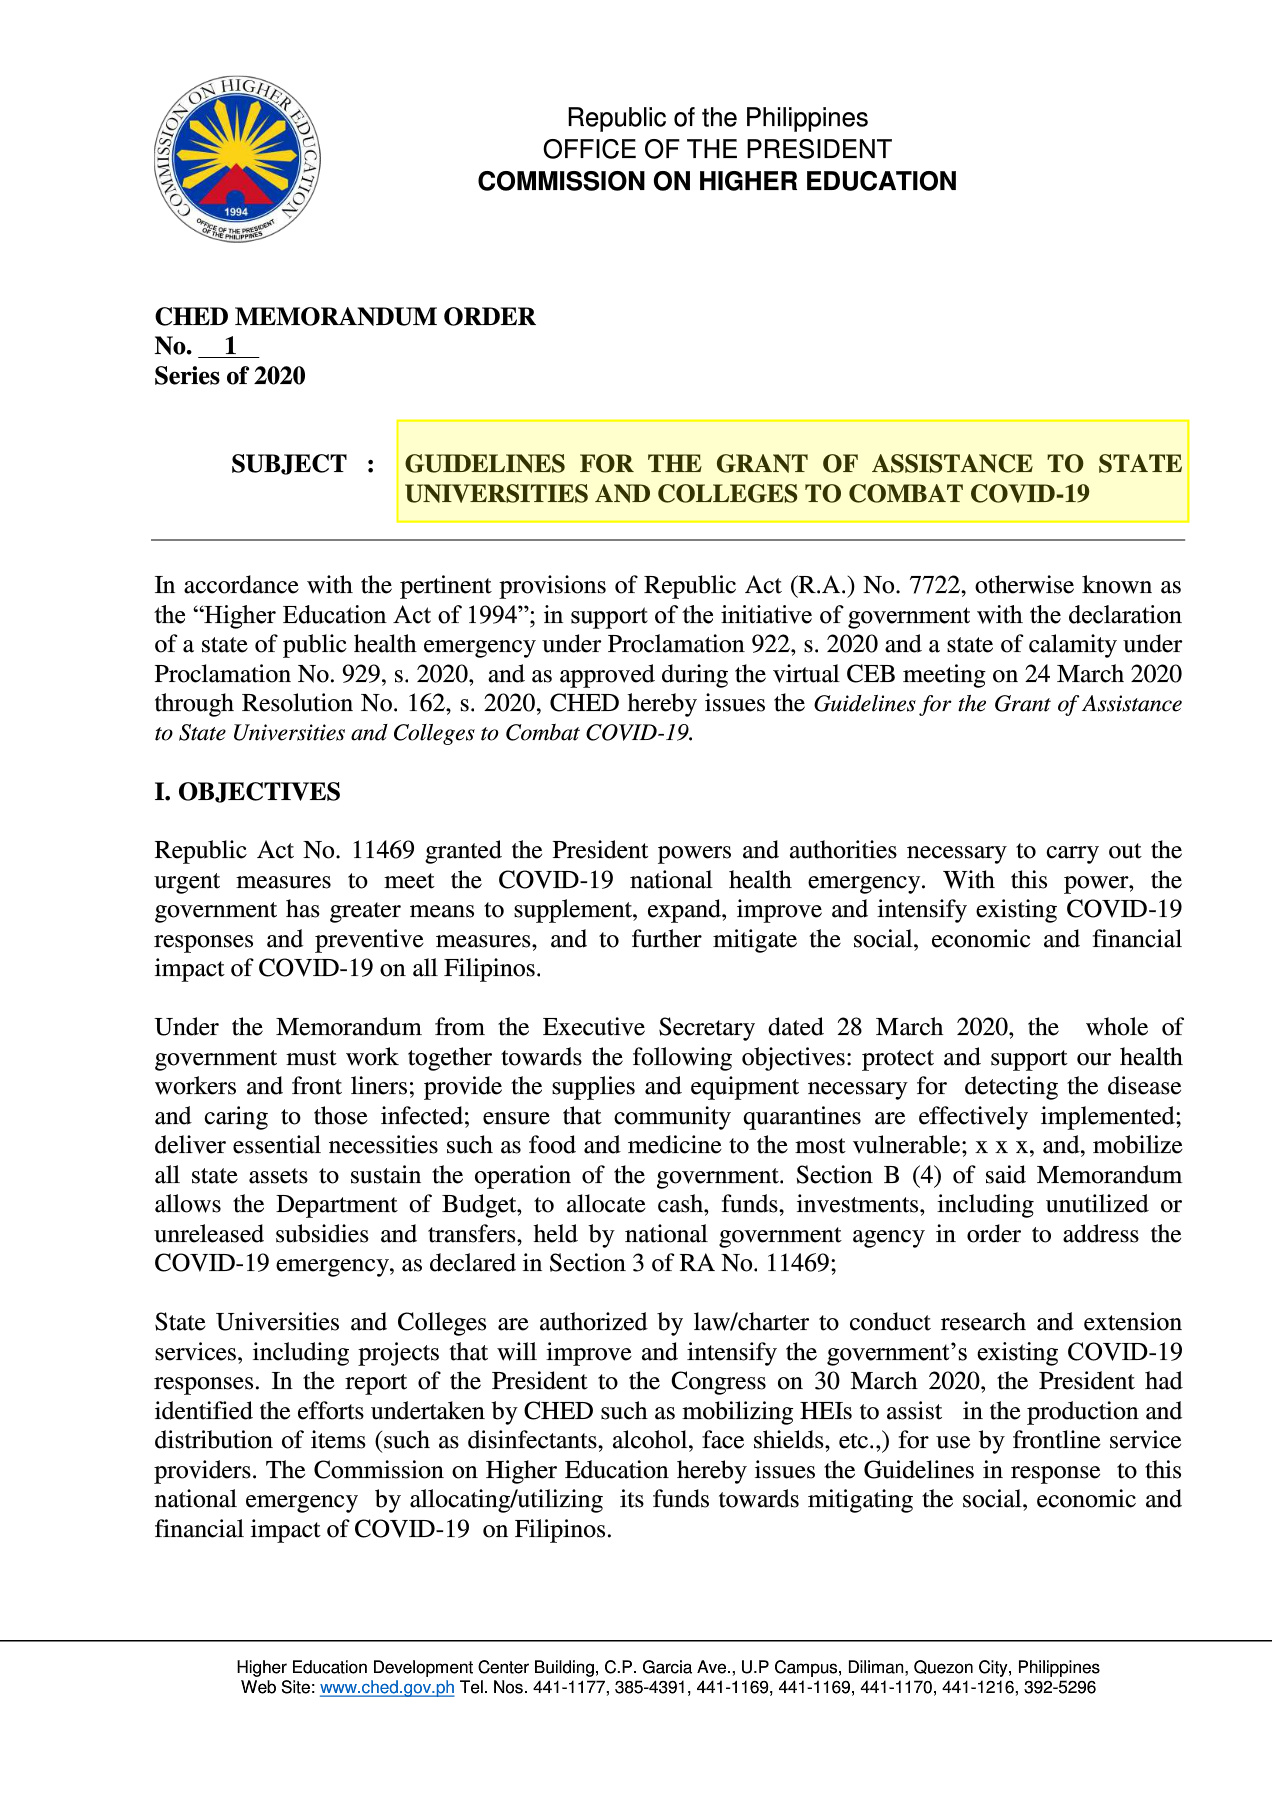 COMMISSION ON HIGHER EDUCATION
1994
OFFICE OF THE PRESIDENT
OF THE PHILIPPINES
Republic of the Philippines
OFFICE OF THE PRESIDENT
COMMISSION ON HIGHER EDUCATION
CHED MEMORANDUM ORDER
No. 1
Series of 2020
SUBJECT : GUIDELINES FOR THE GRANT OF ASSISTANCE TO STATE
UNIVERSITIES AND COLLEGES TO COMBAT COVID-19
In accordance with the pertinent provisions of Republic Act (R.A.) No. 7722, otherwise known as
the “Higher Education Act of 1994”; in support of the initiative of government with the declaration
of a state of public health emergency under Proclamation 922, s. 2020 and a state of calamity under
Proclamation No. 929, s. 2020, and as approved during the virtual CEB meeting on 24 March 2020
through Resolution No. 162, s. 2020, CHED hereby issues the Guidelines for the Grant of Assistance
to State Universities and Colleges to Combat COVID-19.
I. OBJECTIVES
Republic Act No. 11469 granted the President powers and authorities necessary to carry out the
urgent measures to meet the COVID-19 national health emergency. With this power, the
government has greater means to supplement, expand, improve and intensify existing COVID-19
responses and preventive measures, and to further mitigate the social, economic and financial
impact of COVID-19 on all Filipinos.
Under the Memorandum from the Executive Secretary dated 28 March 2020, the whole of
government must work together towards the following objectives: protect and support our health
workers and front liners; provide the supplies and equipment necessary for detecting the disease
and caring to those infected; ensure that community quarantines are effectively implemented;
deliver essential necessities such as food and medicine to the most vulnerable; x x x, and, mobilize
all state assets to sustain the operation of the government. Section B (4) of said Memorandum
allows the Department of Budget, to allocate cash, funds, investments, including unutilized or
unreleased subsidies and transfers, held by national government agency in order to address the
COVID-19 emergency, as declared in Section 3 of RA No. 11469;
State Universities and Colleges are authorized by law/charter to conduct research and extension
services, including projects that will improve and intensify the government’s existing COVID-19
responses. In the report of the President to the Congress on 30 March 2020, the President had
identified the efforts undertaken by CHED such as mobilizing HEIs to assist in the production and
distribution of items (such as disinfectants, alcohol, face shields, etc.,) for use by frontline service
providers. The Commission on Higher Education hereby issues the Guidelines in response to this
national emergency by allocating/utilizing its funds towards mitigating the social, economic and
financial impact of COVID-19 on Filipinos.
Higher Education Development Center Building, C.P. Garcia Ave., U.P Campus, Diliman, Quezon City, Philippines
Web Site: www.ched.gov.ph Tel. Nos. 441-1177, 385-4391, 441-1169, 441-1169, 441-1170, 441-1216, 392-5296